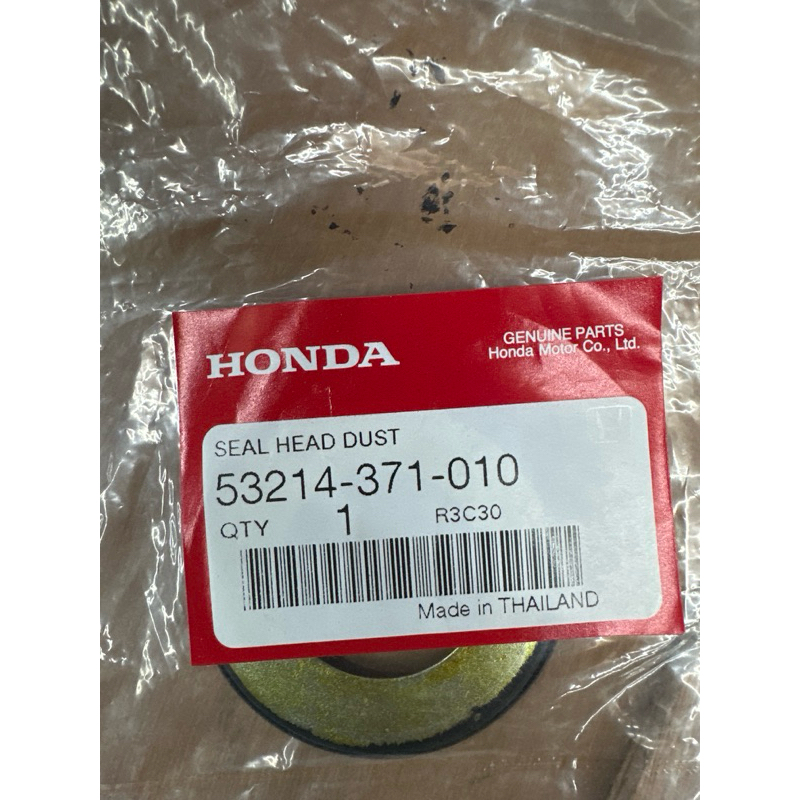 HONDA
GENUINE PARTS
Honda Motor Co., Ltd.
SEAL HEAD DUST
53214-371-010
QTY 1 R3C30
Made in THAILAND